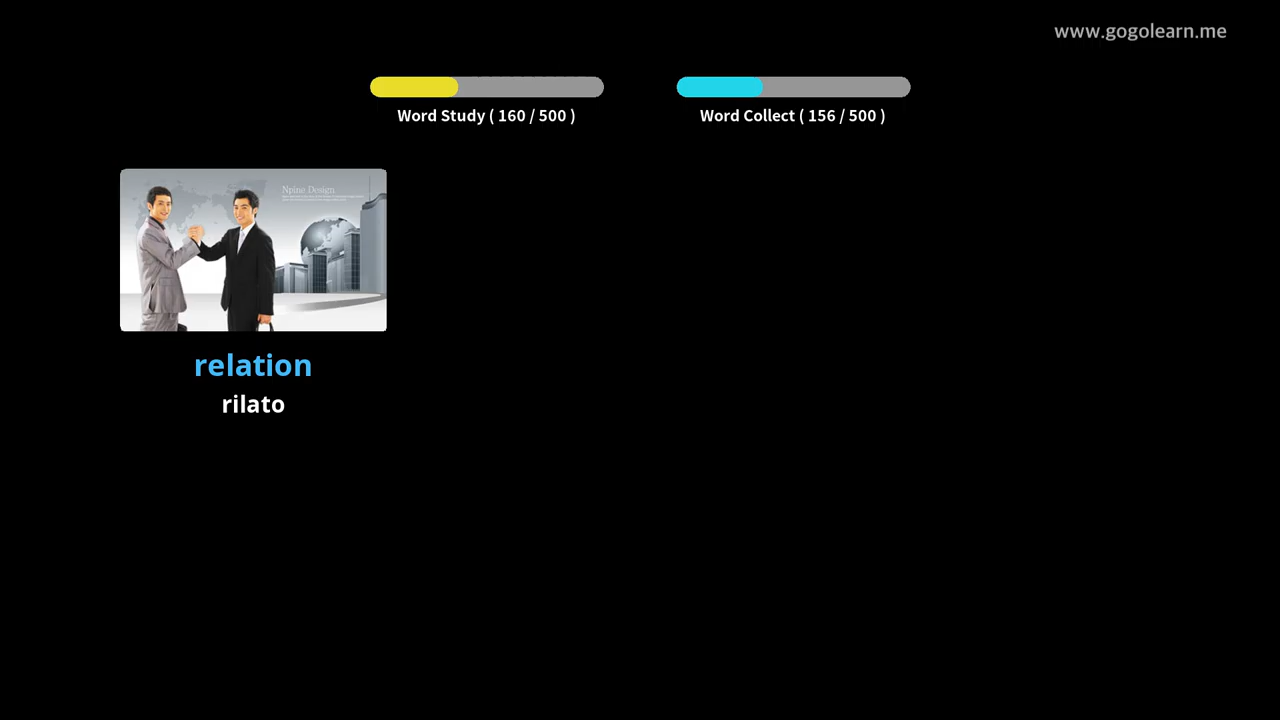 www.gogolearn.me
Word Study ( 160 / 500 )
Word Collect ( 156 / 500 )
Npine Design
relation
rilato